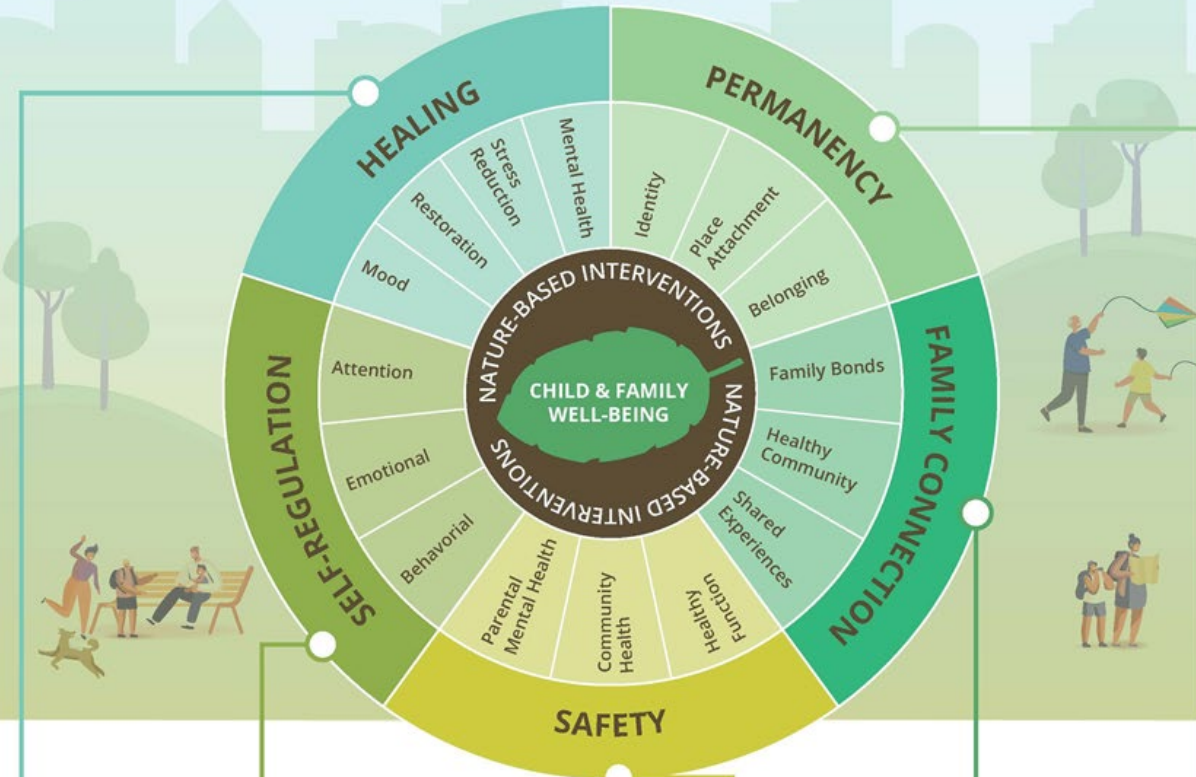 HEALING
Mood
Restoration
Stress
Reduction
Mental Health
PERMANENCY
Identity
Place
Attachment
Belonging
FAMILY CONNECTION
Family Bonds
Healthy
Community
Shared
Experiences
SAFETY
Healthy
Function
Community
Health
Parental
Mental Health
SELF-REGULATION
Behavorial
Emotional
Attention
NATURE-BASED INTERVENTIONS
NATURE-BASED INTERVENTIONS
CHILD & FAMILY
WELL-BEING